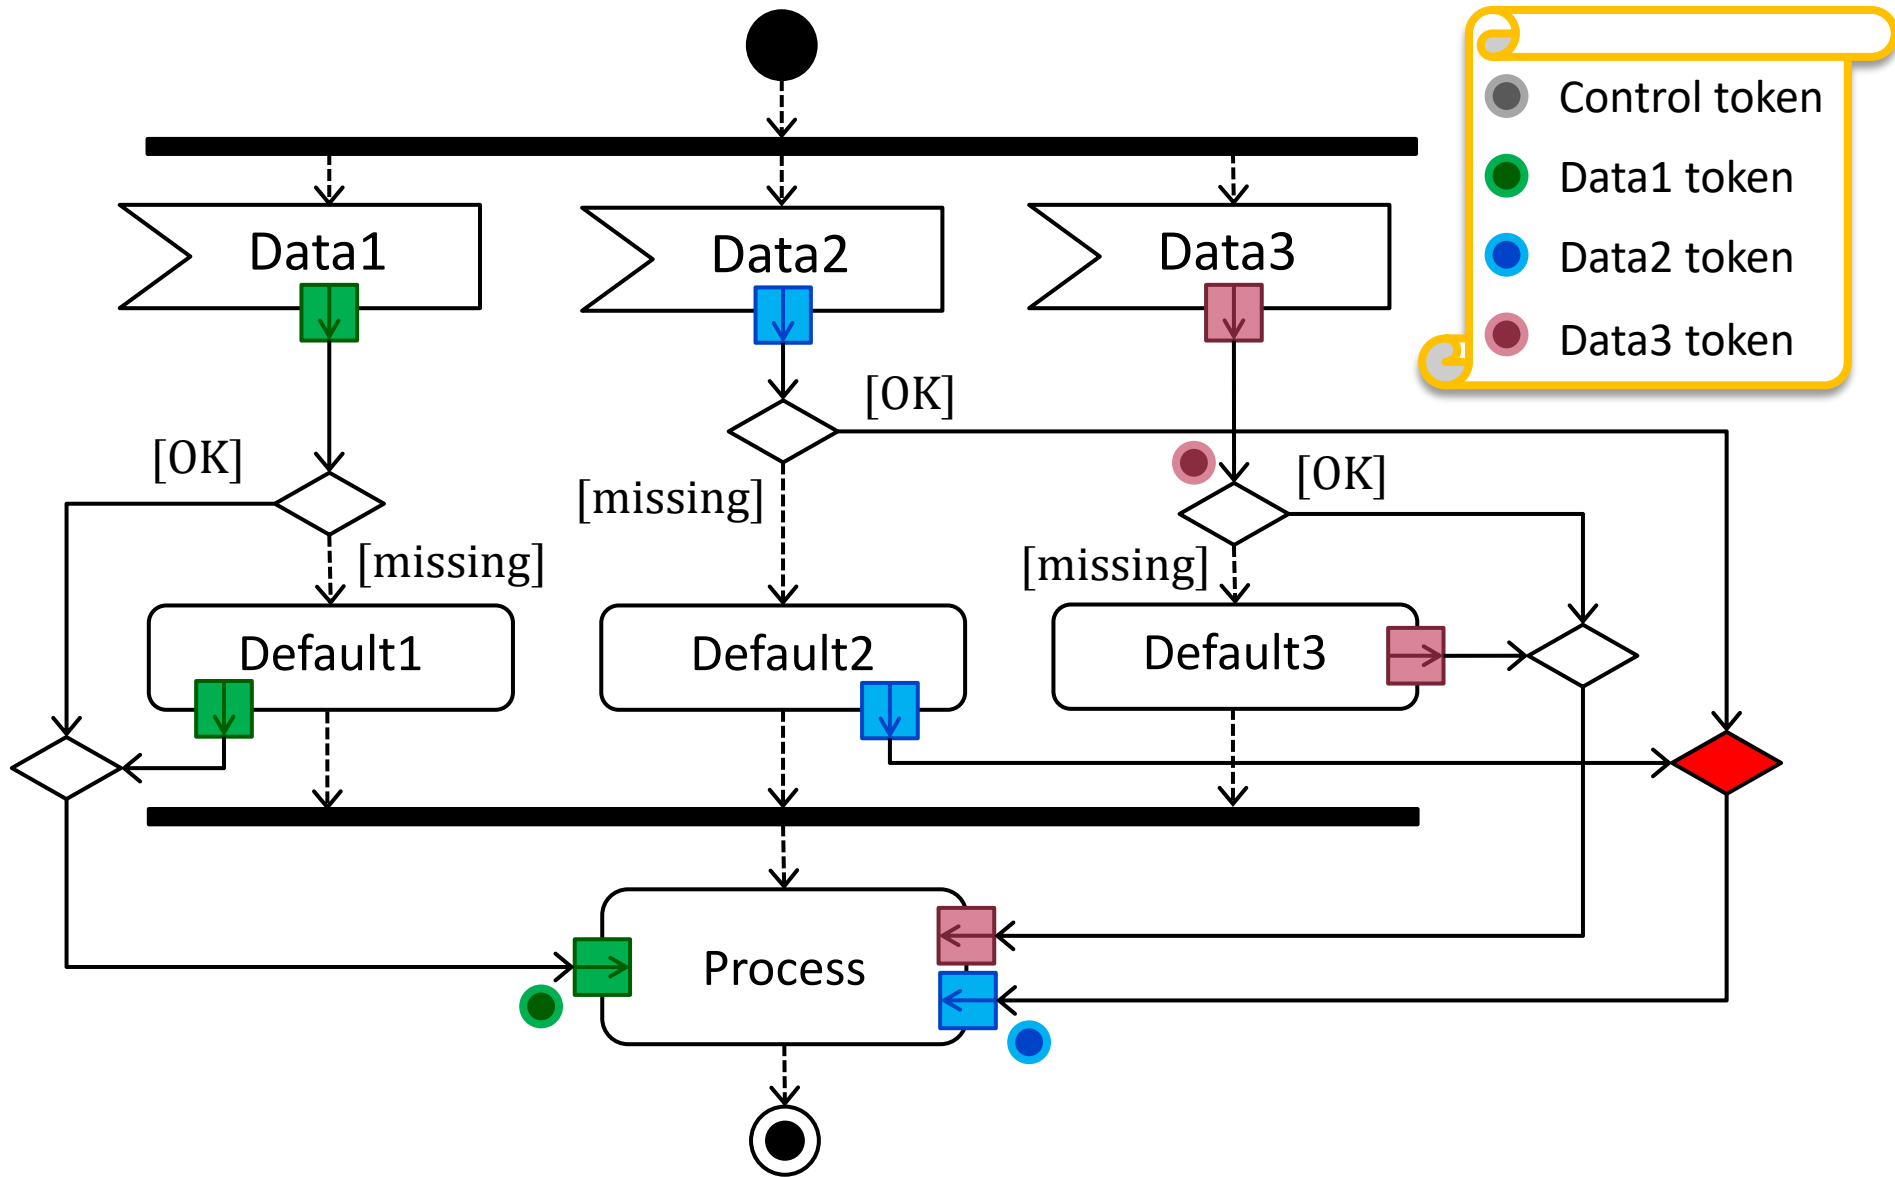 Control token
Data1 token
Data2 token
Data3 token
Data1
Data2
Data3
[OK]
[OK]
[OK]
[missing]
[missing]
[missing]
Default1
Default2
Default3
Process